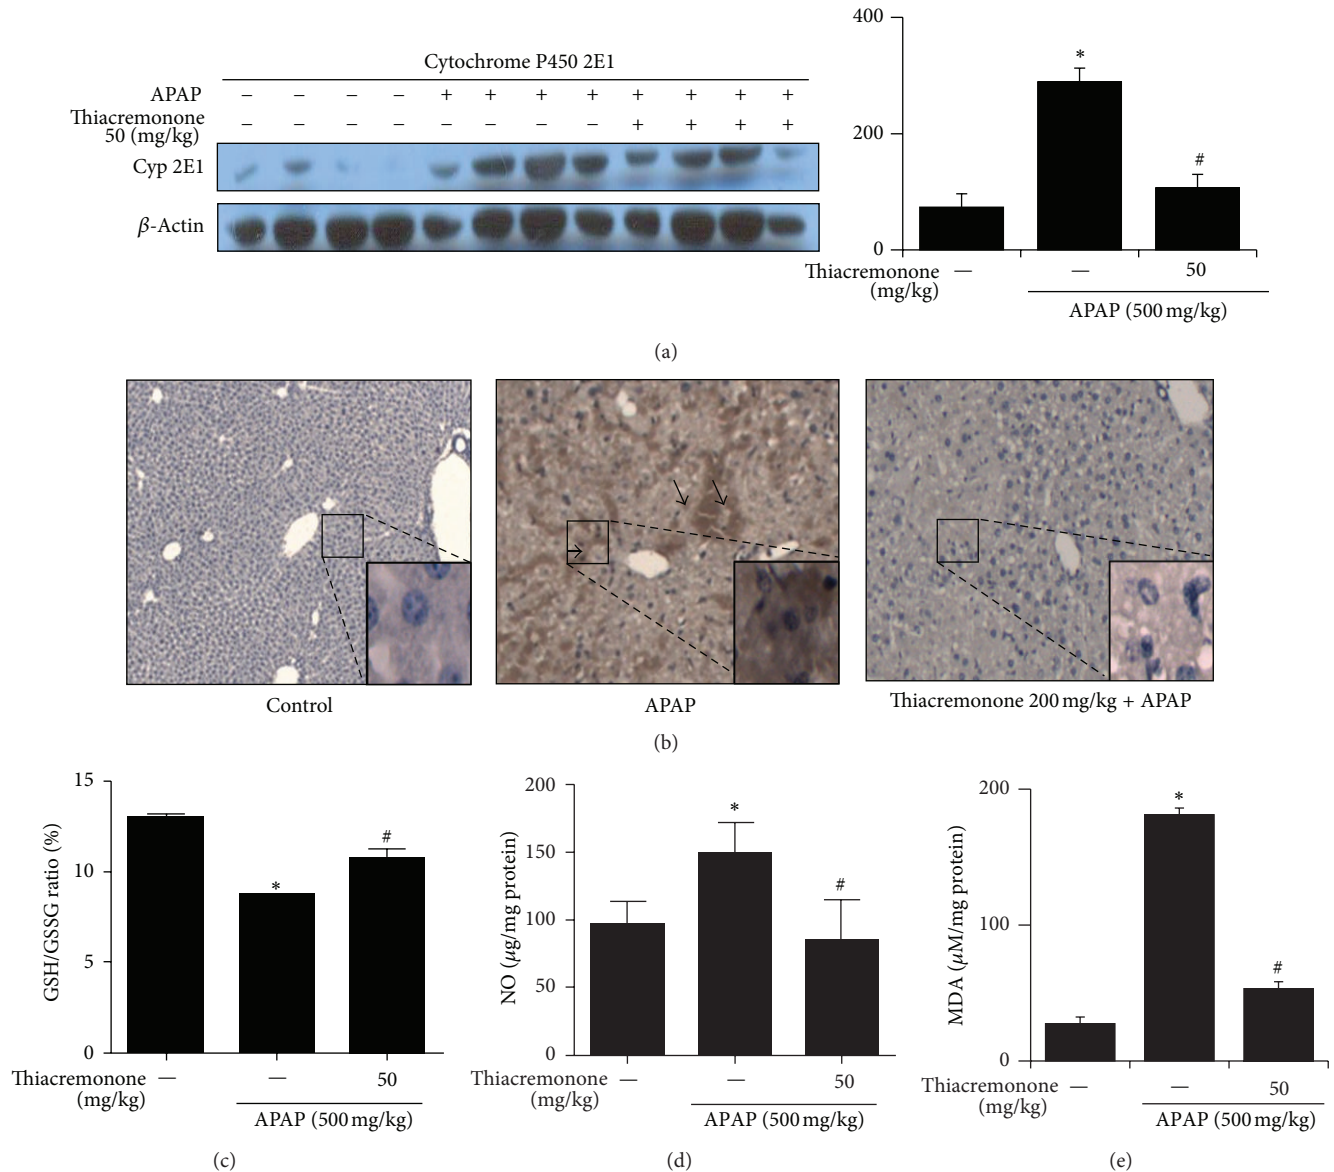 Cytochrome P450 2E1
APAP − − − − + + + + + + + +
Thiacremonone
50 (mg/kg) − − − − − − − − + + + +
Cyp 2E1
β-Actin
400
200
0
*
#
Thiacremonone
(mg/kg) — — 50
APAP (500 mg/kg)
(a)
Control
APAP
Thiacremonone 200 mg/kg + APAP
(b)
GSH/GSSG ratio (%)
15
10
5
0
*
#
Thiacremonone
(mg/kg) — — 50
APAP (500 mg/kg)
(c)
NO (µg/mg protein)
200
150
100
50
0
*
#
Thiacremonone
(mg/kg) — — 50
APAP (500 mg/kg)
(d)
MDA (µM/mg protein)
200
100
0
*
#
Thiacremonone
(mg/kg) — — 50
APAP (500 mg/kg)
(e)